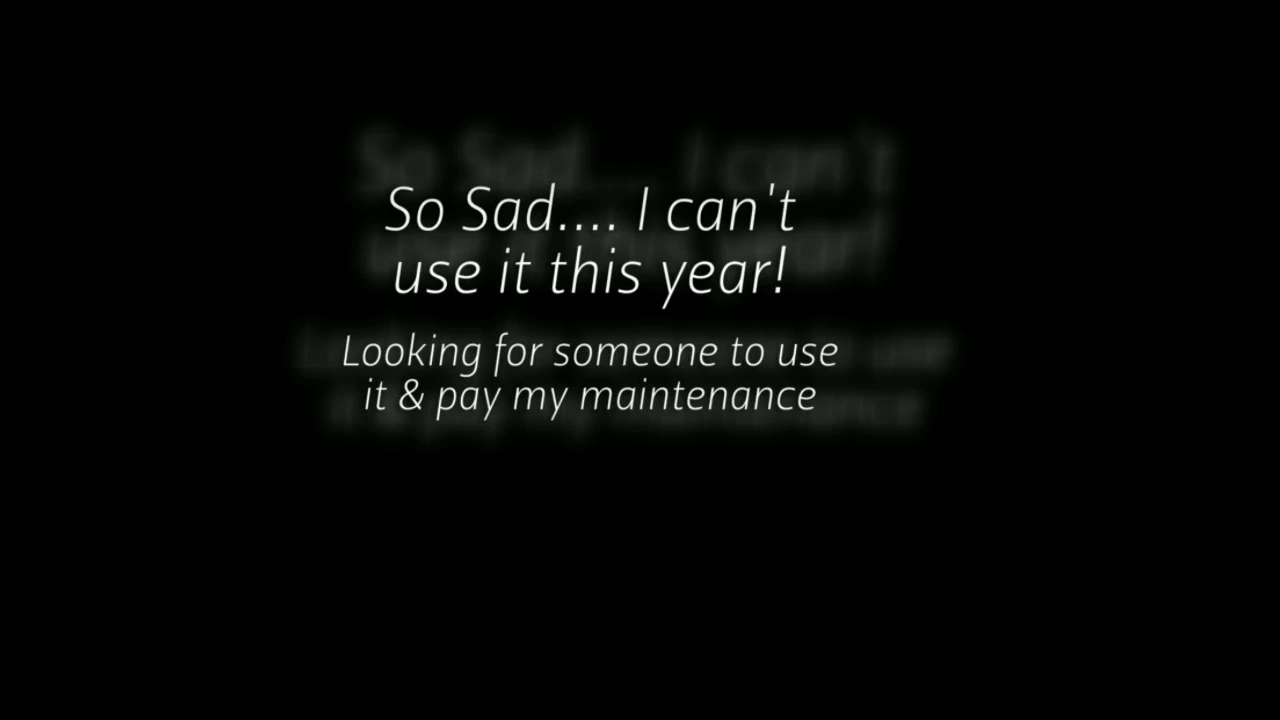 So Sad.... I can't
use it this year!
Looking for someone to use
it & pay my maintenance